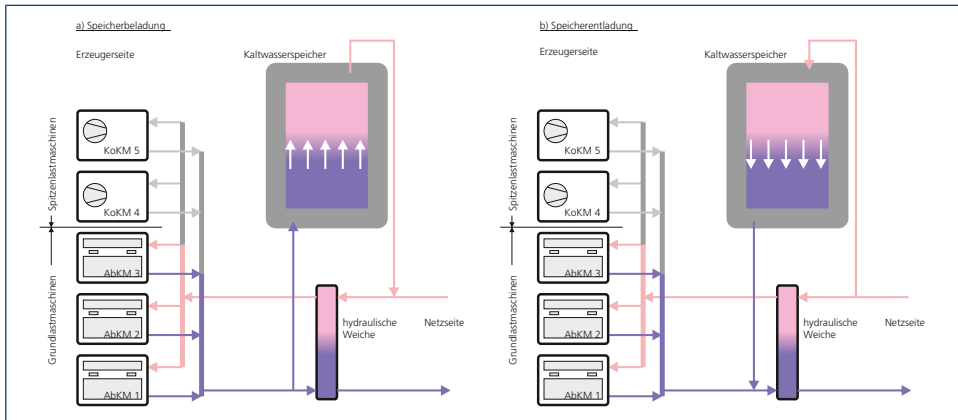 a) Speicherbeladung
Erzeugerseite
Kaltwasserspeicher
Spitzenlastmaschinen
Grundlastmaschinen
KoKM 5
KoKM 4
AbKM 3
AbKM 2
AbKM 1
hydraulische
Weiche
Netzseite
b) Speicherentladung
Erzeugerseite
Kaltwasserspeicher
Spitzenlastmaschinen
Grundlastmaschinen
KoKM 5
KoKM 4
AbKM 3
AbKM 2
AbKM 1
hydraulische
Weiche
Netzseite